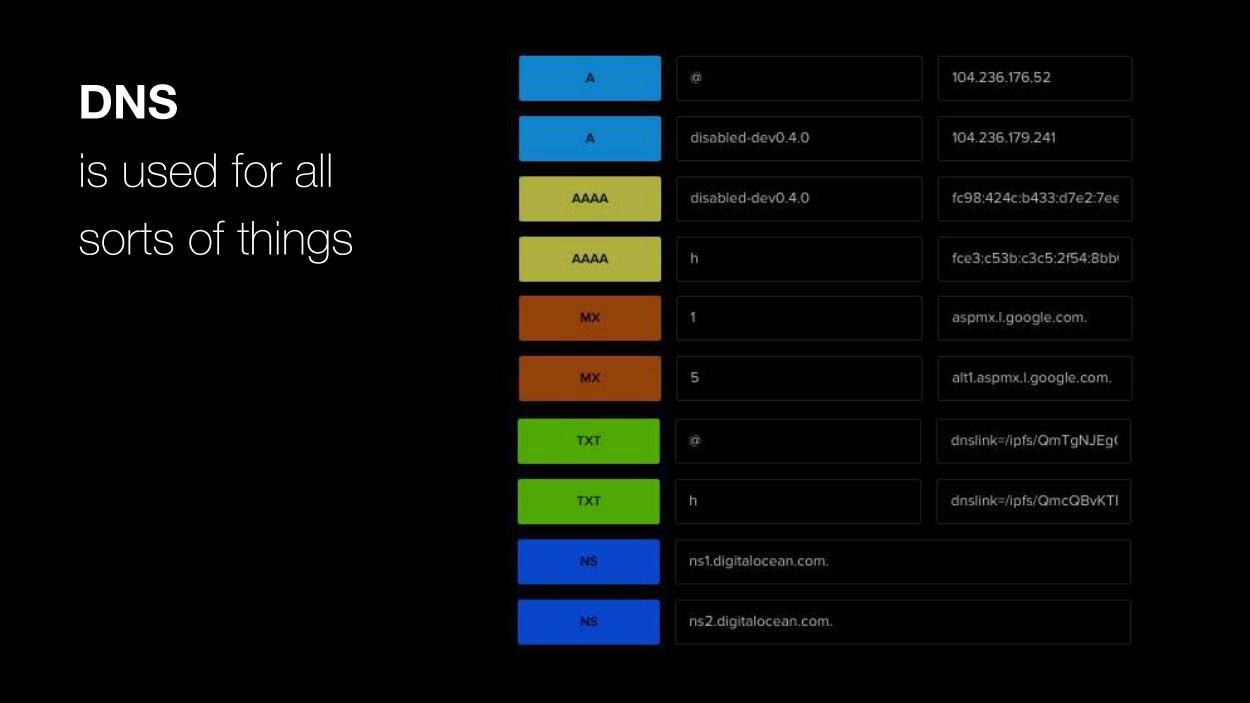 DNS
is used for all
sorts of things
A @ 104.236.176.52
A disabled-dev0.4.0 104.236.179.241
AAAA disabled-dev0.4.0 fc98:424c:b433:d7e2:7ee
AAAA h fce3:c53b:c3c5:2f54:8bb
MX 1 aspmx.l.google.com.
MX 5 alt1.aspmx.l.google.com.
TXT @ dnslink=/ipfs/QmTgNJEg
TXT h dnslink=/ipfs/QmcQBvKT
NS ns1.digitalocean.com.
NS ns2.digitalocean.com.